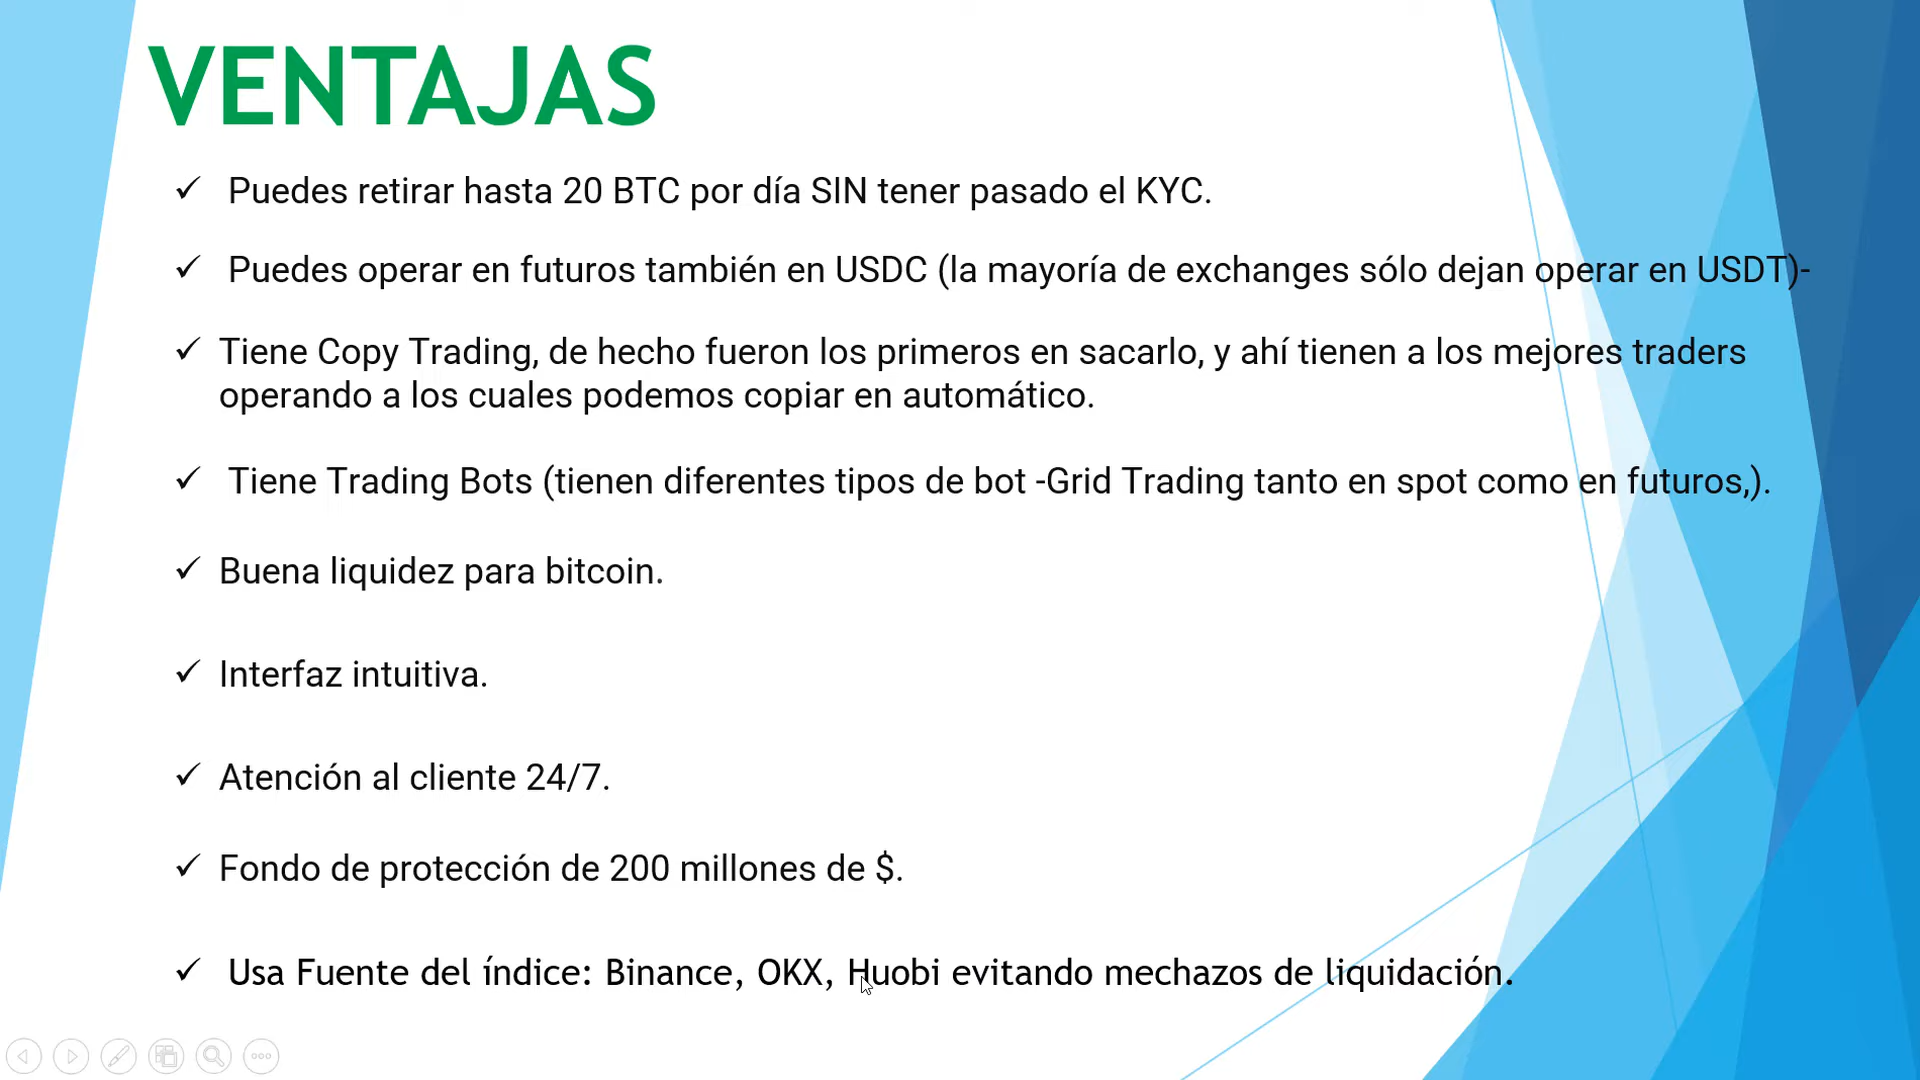 VENTAJAS
Puedes retirar hasta 20 BTC por día SIN tener pasado el KYC.
Puedes operar en futuros también en USDC (la mayoría de exchanges sólo dejan operar en USDT)-
Tiene Copy Trading, de hecho fueron los primeros en sacarlo, y ahí tienen a los mejores traders
operando a los cuales podemos copiar en automático.
Tiene Trading Bots (tienen diferentes tipos de bot -Grid Trading tanto en spot como en futuros,).
Buena liquidez para bitcoin.
Interfaz intuitiva.
Atención al cliente 24/7.
Fondo de protección de 200 millones de $.
Usa Fuente del índice: Binance, OKX, Huobi evitando mechazos de liquidación.